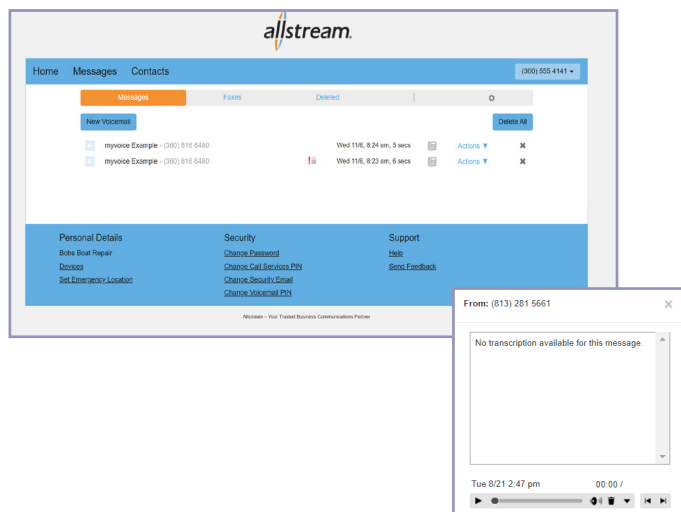 allstream.
Home Messages Contacts (300) 555 4141
Messages Faxes Deleted
New Voicemail Delete All
myvoice Example - (360) 816 6460 Wed 11/6, 8:24 am, 5 secs Actions ▼ ✖
myvoice Example - (360) 816 6460 Wed 11/6, 8:23 am, 6 secs Actions ▼ ✖
Personal Details Security Support
Bobs Boat Repair Change Password Help
Devices Change Call Services PIN Send Feedback
Set Emergency Location Change Security Email
Change Voicemail PIN
Allstream – Your Trusted Business Communications Partner
From: (813) 281 5661
No transcription available for this message.
Tue 8/21 2:47 pm 00:00 /